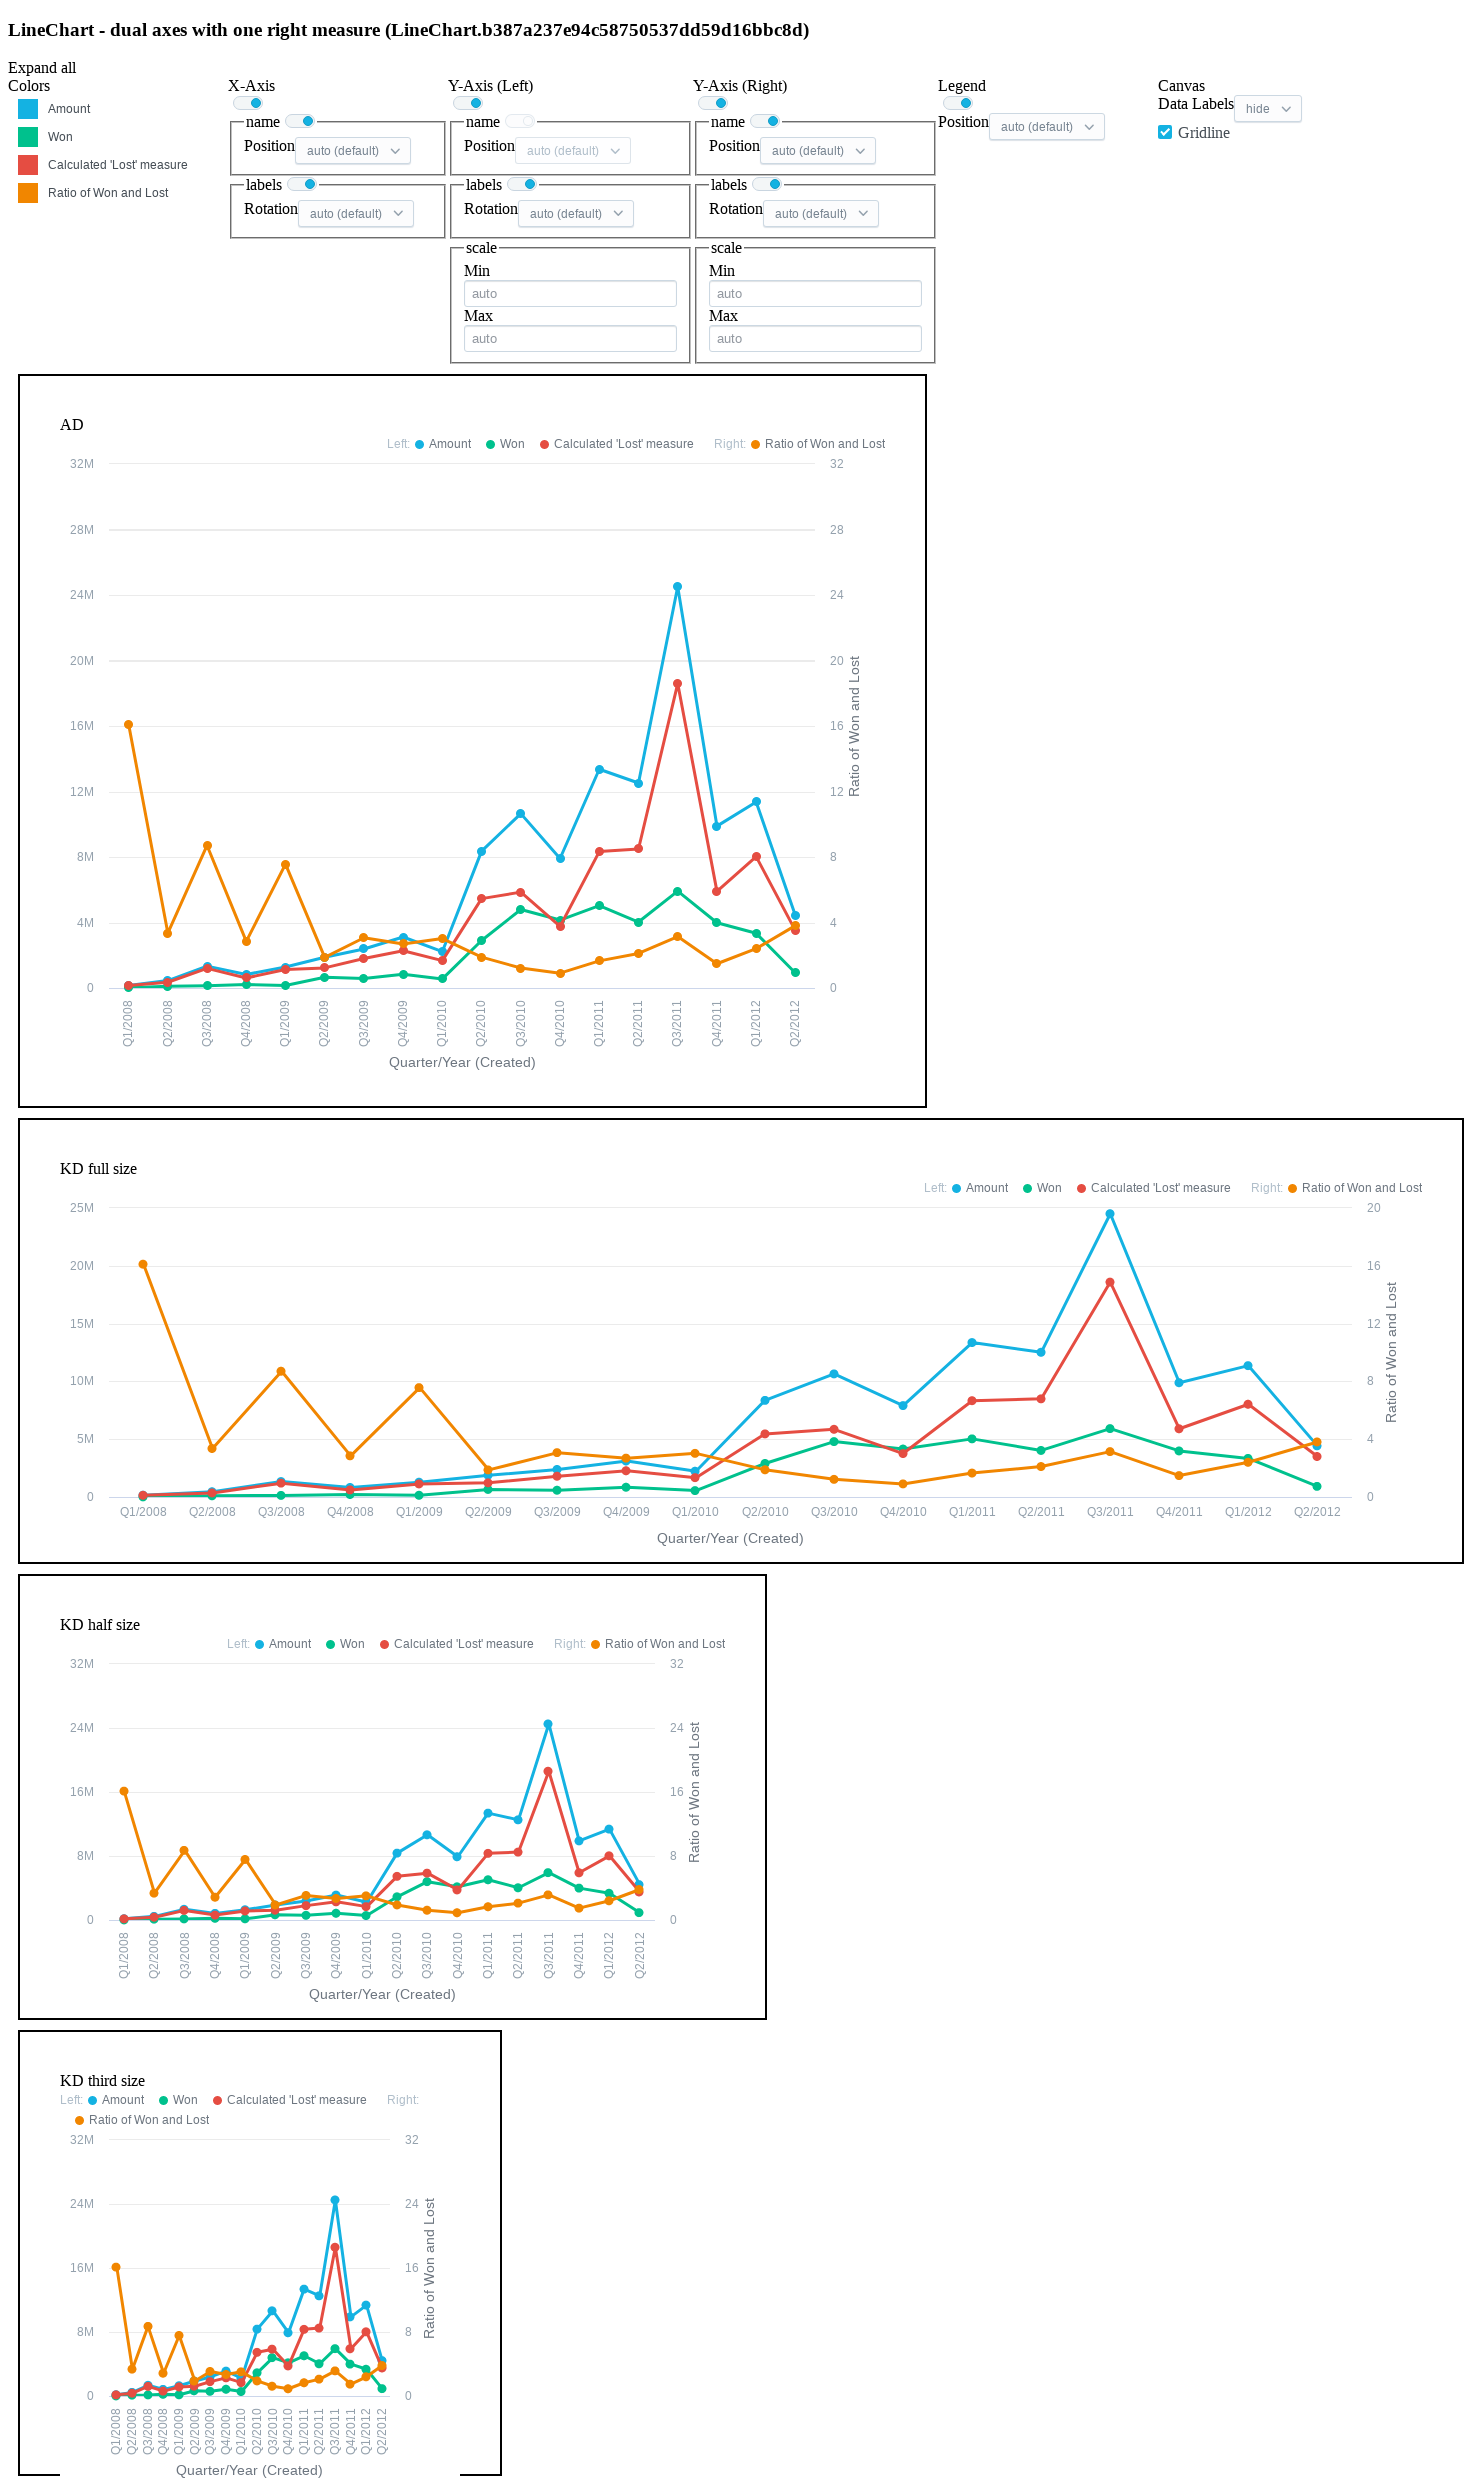 LineChart - dual axes with one right measure (LineChart.b387a237e94c58750537dd59d16bbc8d)
Expand all
Colors
Amount
Won
Calculated 'Lost' measure
Ratio of Won and Lost
X-Axis
name
Position auto (default)
labels
Rotation auto (default)
Y-Axis (Left)
name
Position auto (default)
labels
Rotation auto (default)
scale
Min
auto
Max
auto
Y-Axis (Right)
name
Position auto (default)
labels
Rotation auto (default)
scale
Min
auto
Max
auto
Legend
Position auto (default)
Canvas
Data Labels hide
Gridline
AD
Left: Amount Won Calculated 'Lost' measure Right: Ratio of Won and Lost
32M 32
28M 28
24M 24
20M 20
16M 16
12M 12
8M 8
4M 4
0 0
Ratio of Won and Lost
Q1/2008 Q2/2008 Q3/2008 Q4/2008 Q1/2009 Q2/2009 Q3/2009 Q4/2009 Q1/2010 Q2/2010 Q3/2010 Q4/2010 Q1/2011 Q2/2011 Q3/2011 Q4/2011 Q1/2012 Q2/2012
Quarter/Year (Created)
KD full size
Left: Amount Won Calculated 'Lost' measure Right: Ratio of Won and Lost
25M 20
20M 16
15M 12
10M 8
5M 4
0 0
Ratio of Won and Lost
Q1/2008 Q2/2008 Q3/2008 Q4/2008 Q1/2009 Q2/2009 Q3/2009 Q4/2009 Q1/2010 Q2/2010 Q3/2010 Q4/2010 Q1/2011 Q2/2011 Q3/2011 Q4/2011 Q1/2012 Q2/2012
Quarter/Year (Created)
KD half size
Left: Amount Won Calculated 'Lost' measure Right: Ratio of Won and Lost
32M 32
24M 24
16M 16
8M 8
0 0
Ratio of Won and Lost
Q1/2008 Q2/2008 Q3/2008 Q4/2008 Q1/2009 Q2/2009 Q3/2009 Q4/2009 Q1/2010 Q2/2010 Q3/2010 Q4/2010 Q1/2011 Q2/2011 Q3/2011 Q4/2011 Q1/2012 Q2/2012
Quarter/Year (Created)
KD third size
Left: Amount Won Calculated 'Lost' measure Right:
Ratio of Won and Lost
32M 32
24M 24
16M 16
8M 8
0 0
Ratio of Won and Lost
Q1/2008 Q2/2008 Q3/2008 Q4/2008 Q1/2009 Q2/2009 Q3/2009 Q4/2009 Q1/2010 Q2/2010 Q3/2010 Q4/2010 Q1/2011 Q2/2011 Q3/2011 Q4/2011 Q1/2012 Q2/2012
Quarter/Year (Created)